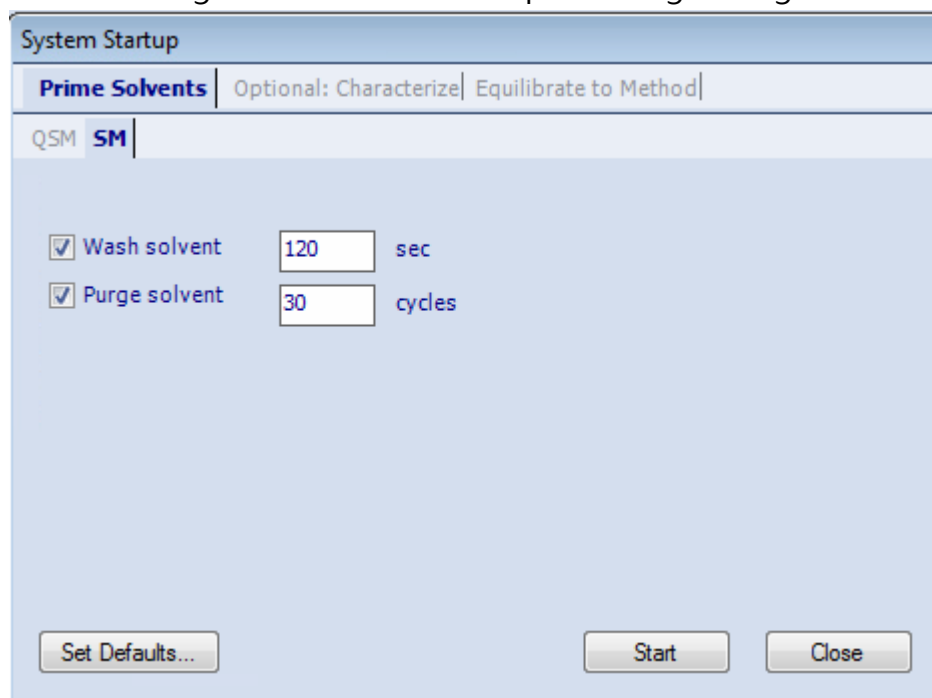 System Startup
Prime Solvents Optional: Characterize Equilibrate to Method
QSM SM
Wash solvent 120 sec
Purge solvent 30 cycles
Set Defaults... Start Close